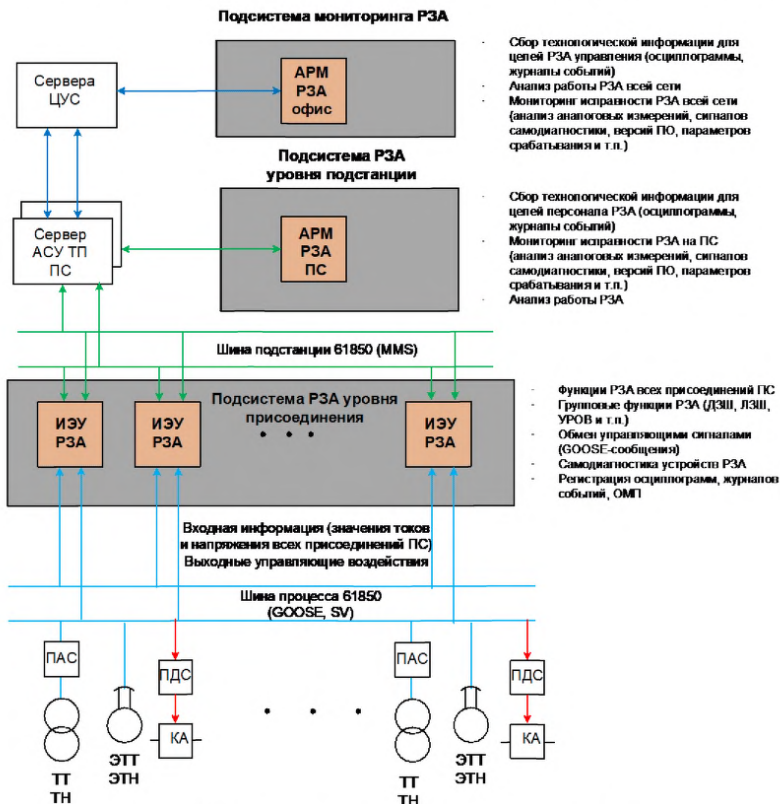 Подсистема мониторинга РЗА
Сервера
ЦУС
АРМ
РЗА
офис
- Сбор технологической информации для
целей РЗА управления (осциллограммы,
журналы событий)
- Анализ работы РЗА всей сети
- Мониторинг исправности РЗА всей сети
(анализ аналоговых измерений, сигналов
самодиагностики, версий ПО, параметров
срабатывания и т.п.)
Подсистема РЗА
уровня подстанции
Сервер
АСУ ТП
ПС
АРМ
РЗА
ПС
- Сбор технологической информации для
целей персонала РЗА (осциллограммы,
журналы событий)
- Мониторинг исправности РЗА на ПС
(анализ аналоговых измерений, сигналов
самодиагностики, версий ПО, параметров
срабатывания и т.п.)
- Анализ работы РЗА
Шина подстанции 61850 (MMS)
Подсистема РЗА уровня
присоединения
ИЭУ
РЗА
ИЭУ
РЗА
• • •
ИЭУ
РЗА
- Функции РЗА всех присоединений ПС
- Групповые функции РЗА (ДЗШ, ЛЗШ,
УРОВ и т.п.)
- Обмен управляющими сигналами
(GOOSE-сообщения)
- Самодиагностика устройств РЗА
- Регистрация осциллограмм, журналов
событий, ОМП
Входная информация (значения токов
и напряжения всех присоединений ПС)
Выходные управляющие воздействия
Шина процесса 61850
(GOOSE, SV)
ПАС
ПДС
КА
ТТ
ТН
ЭТТ
ЭТН
• • •
ПАС
ПДС
КА
ТТ
ТН
ЭТТ
ЭТН